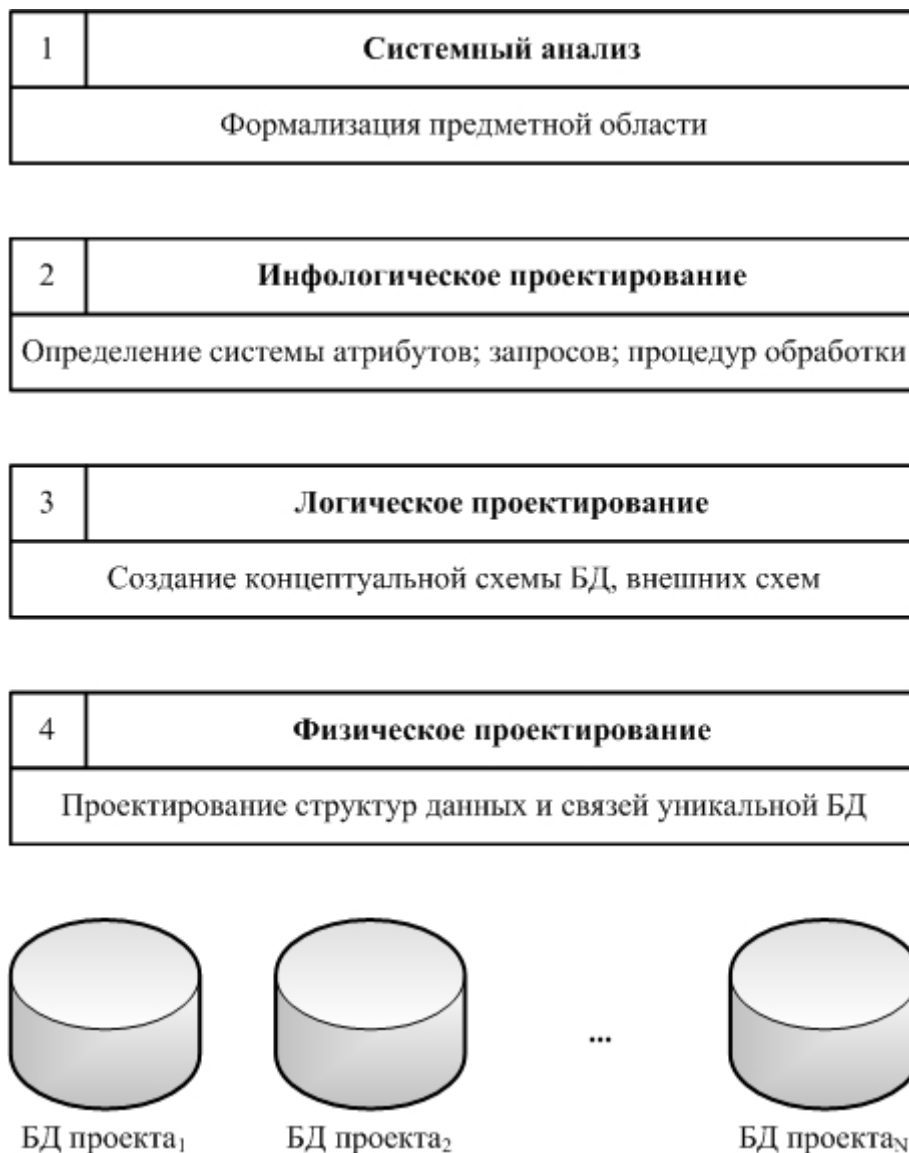 1 Системный анализ
Формализация предметной области
2 Инфологическое проектирование
Определение системы атрибутов; запросов; процедур обработки
3 Логическое проектирование
Создание концептуальной схемы БД, внешних схем
4 Физическое проектирование
Проектирование структур данных и связей уникальной БД
...
БД проекта₁ БД проекта₂ БД проектаN